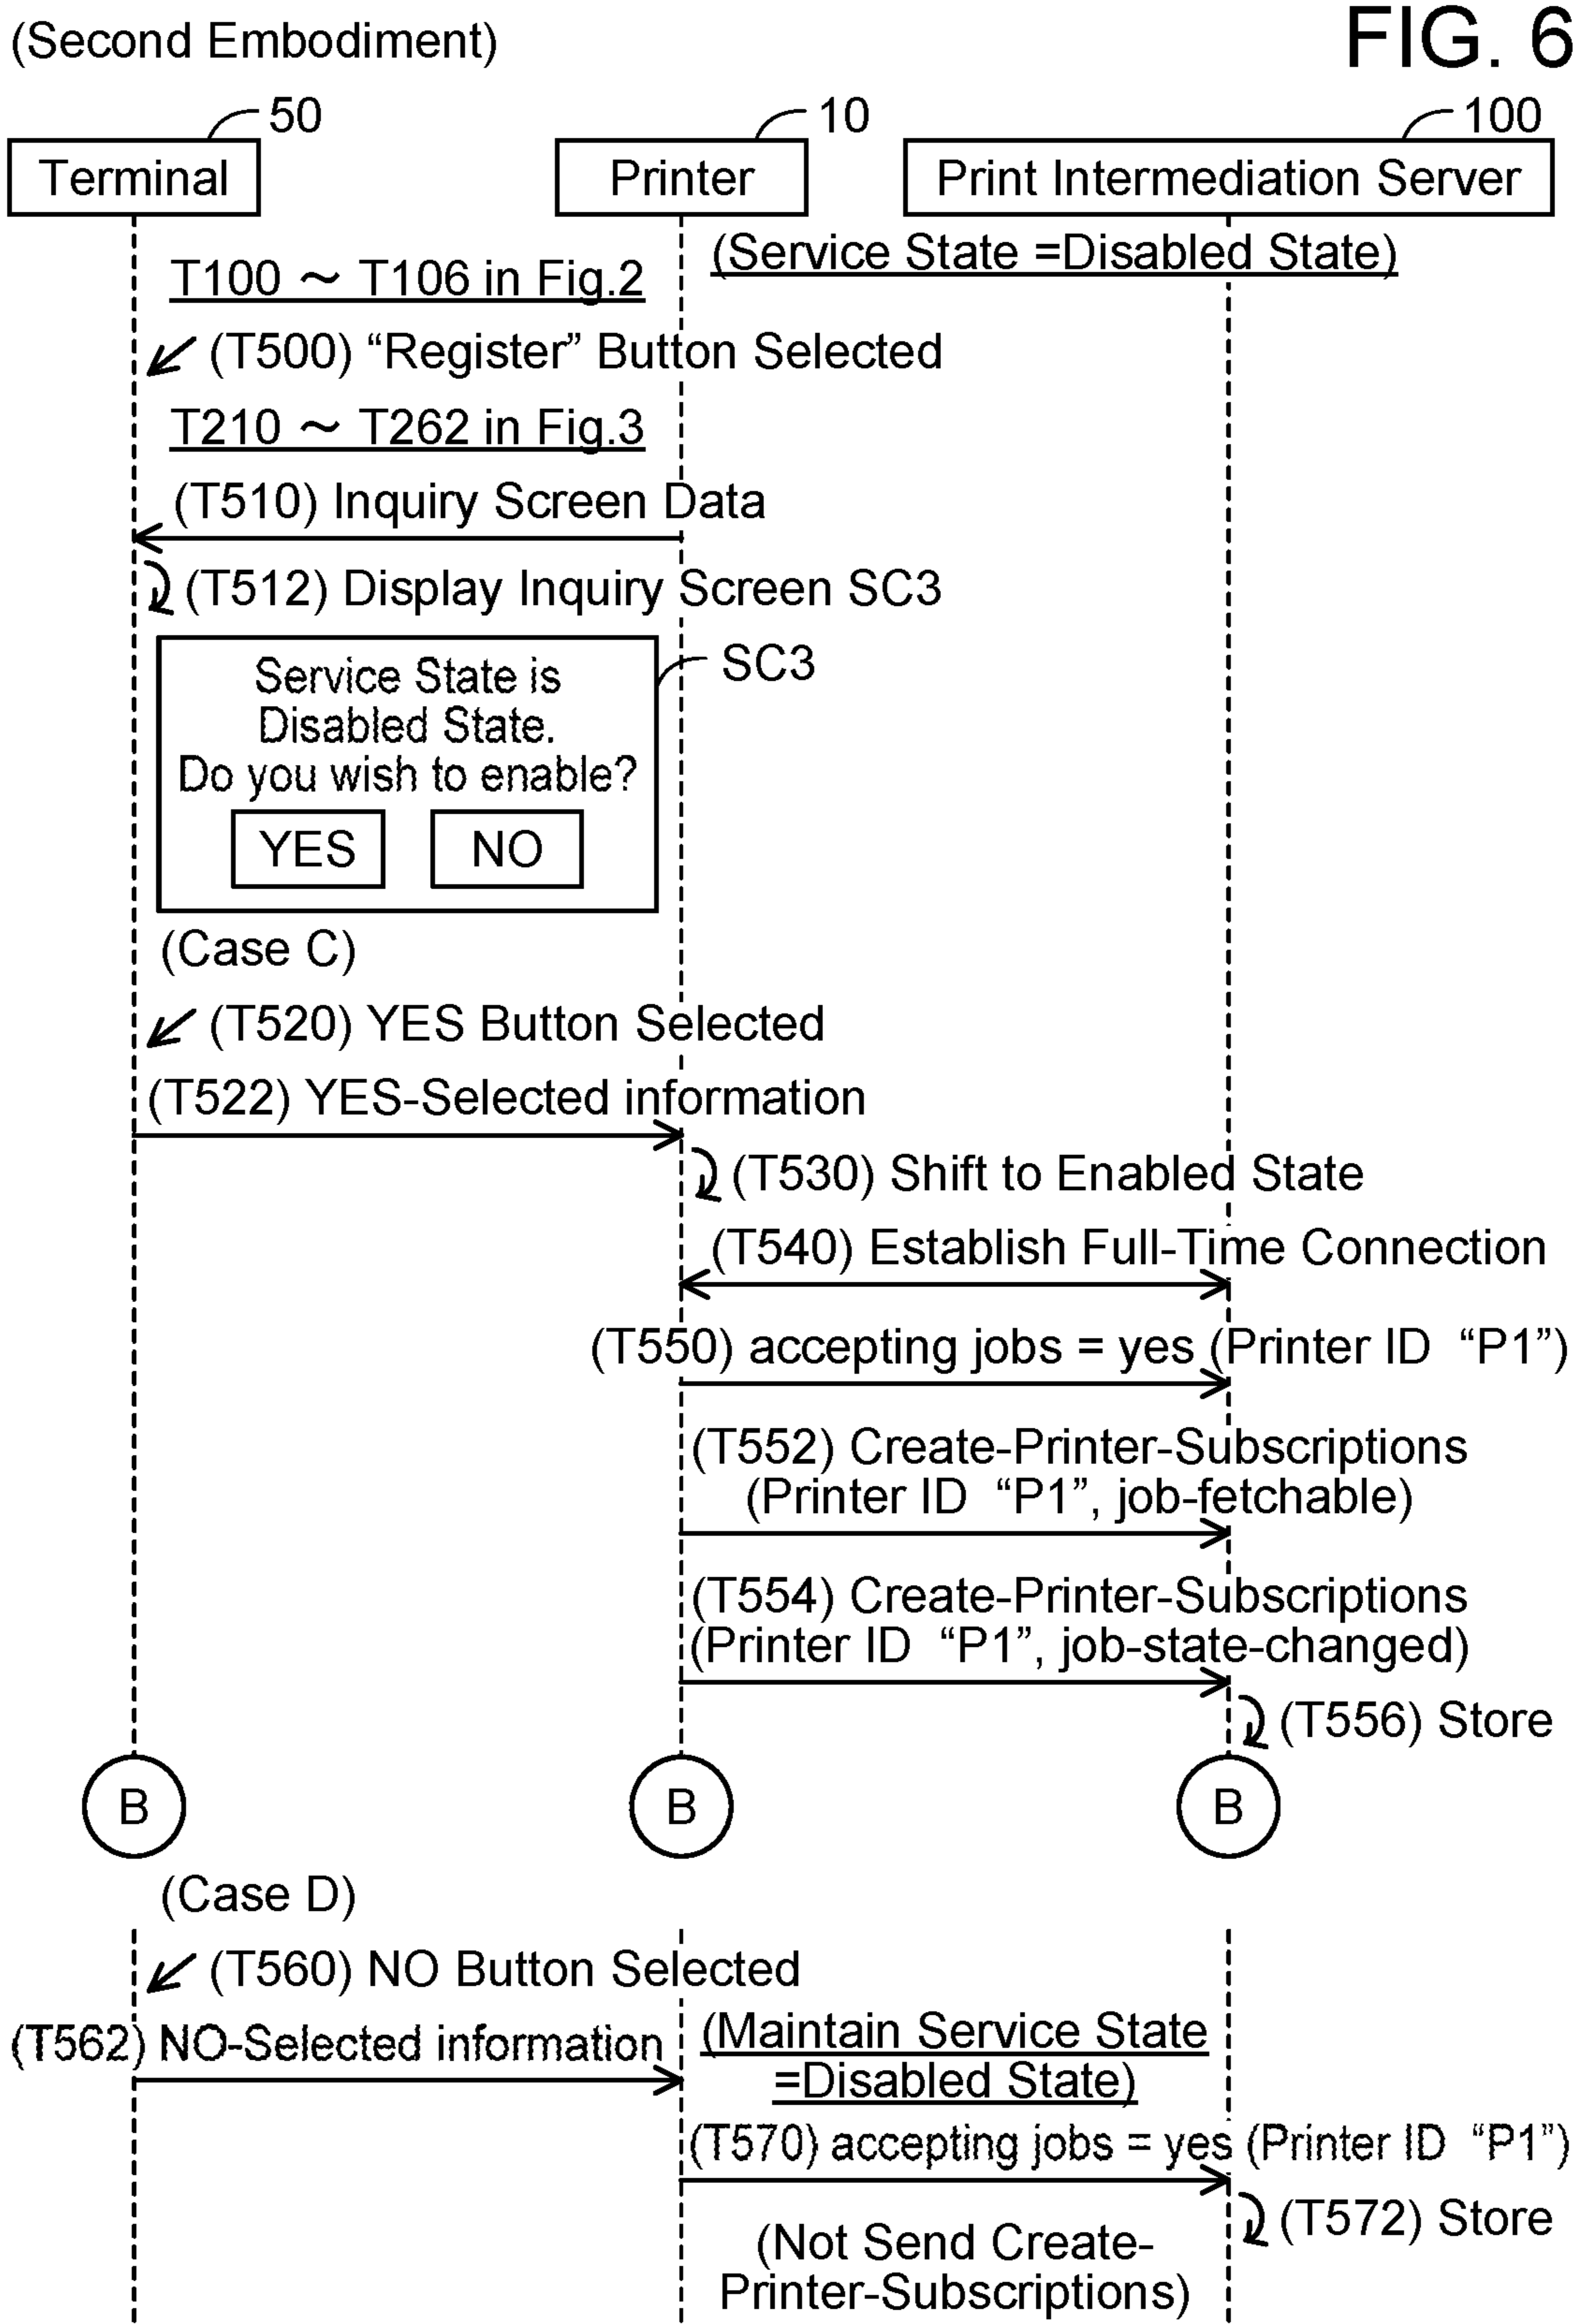 (Second Embodiment)
FIG. 6
50
10
100
Terminal
Printer
Print Intermediation Server
(Service State =Disabled State)
T100 ～ T106 in Fig.2
(T500) “Register” Button Selected
T210 ～ T262 in Fig.3
(T510) Inquiry Screen Data
(T512) Display Inquiry Screen SC3
SC3
Service State is
Disabled State.
Do you wish to enable?
YES
NO
(Case C)
(T520) YES Button Selected
(T522) YES-Selected information
(T530) Shift to Enabled State
(T540) Establish Full-Time Connection
(T550) accepting jobs = yes (Printer ID “P1”)
(T552) Create-Printer-Subscriptions
(Printer ID “P1”, job-fetchable)
(T554) Create-Printer-Subscriptions
(Printer ID “P1”, job-state-changed)
(T556) Store
B
B
B
(Case D)
(T560) NO Button Selected
(T562) NO-Selected information
(Maintain Service State
=Disabled State)
(T570) accepting jobs = yes (Printer ID “P1”)
(T572) Store
(Not Send Create-
Printer-Subscriptions)